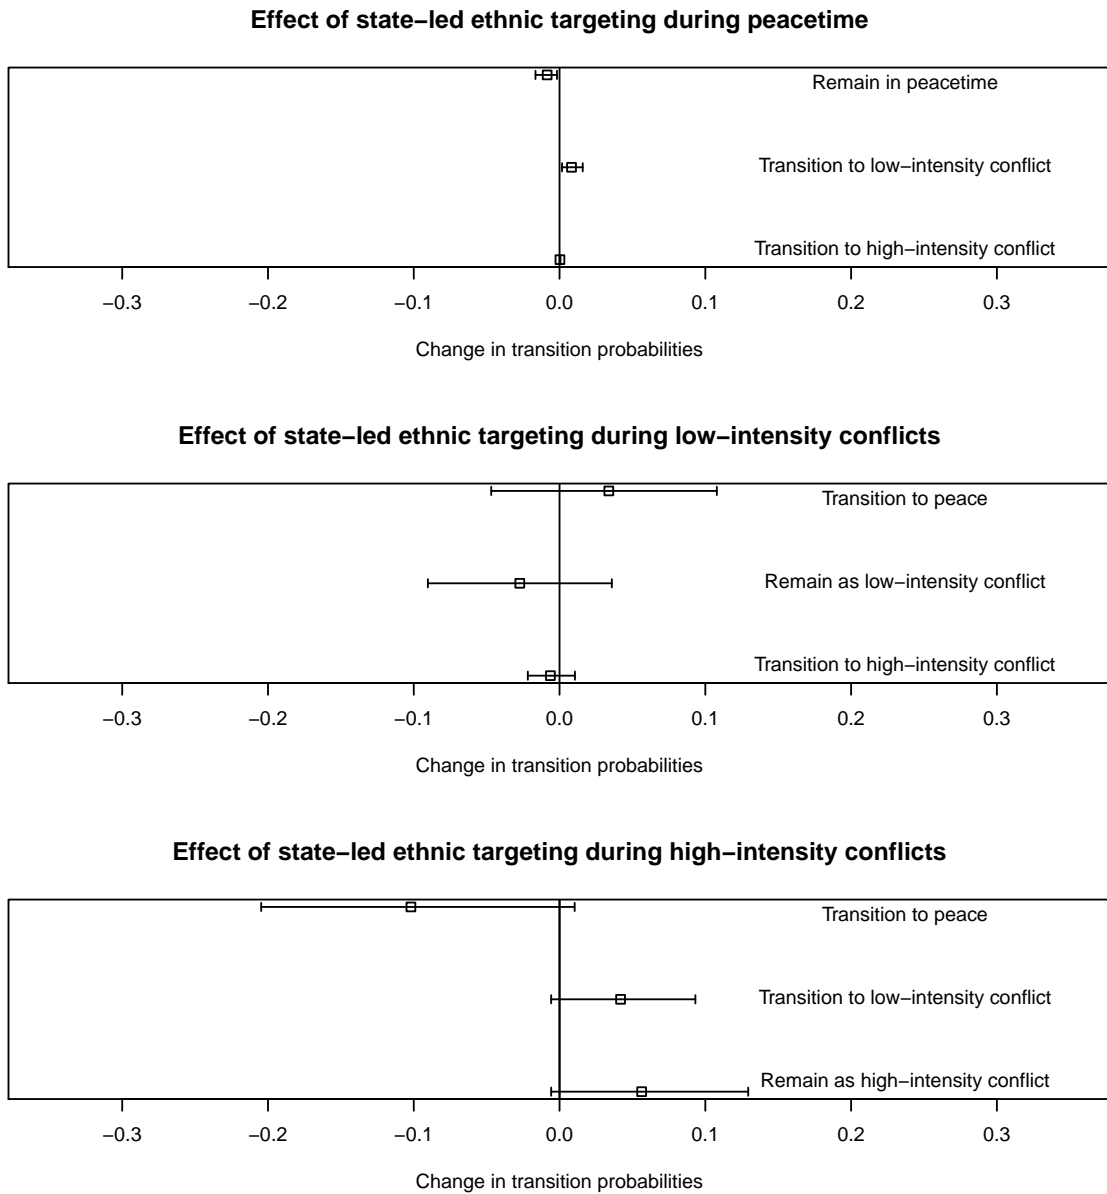 Effect of state−led ethnic targeting during peacetime
Remain in peacetime
Transition to low−intensity conflict
Transition to high−intensity conflict
−0.3 −0.2 −0.1 0.0 0.1 0.2 0.3
Change in transition probabilities
Effect of state−led ethnic targeting during low−intensity conflicts
Transition to peace
Remain as low−intensity conflict
Transition to high−intensity conflict
−0.3 −0.2 −0.1 0.0 0.1 0.2 0.3
Change in transition probabilities
Effect of state−led ethnic targeting during high−intensity conflicts
Transition to peace
Transition to low−intensity conflict
Remain as high−intensity conflict
−0.3 −0.2 −0.1 0.0 0.1 0.2 0.3
Change in transition probabilities